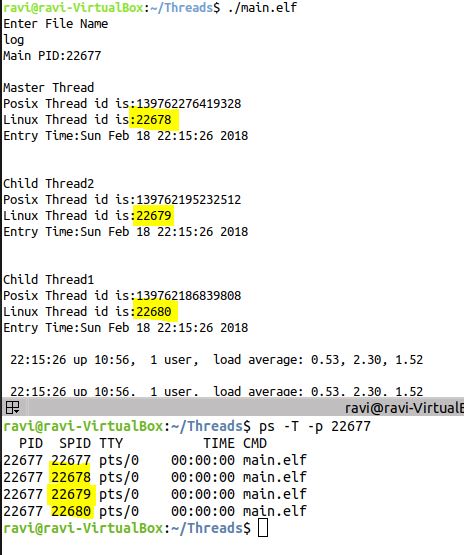 ravi@ravi-VirtualBox:~/Threads$ ./main.elf
Enter File Name
log
Main PID:22677
Master Thread
Posix Thread id is:139762276419328
Linux Thread id is:22678
Entry Time:Sun Feb 18 22:15:26 2018
Child Thread2
Posix Thread id is:139762195232512
Linux Thread id is:22679
Entry Time:Sun Feb 18 22:15:26 2018
Child Thread1
Posix Thread id is:139762186839808
Linux Thread id is:22680
Entry Time:Sun Feb 18 22:15:26 2018
22:15:26 up 10:56,  1 user,  load average: 0.53, 2.30, 1.52
22:15:26 up 10:56,  1 user,  load average: 0.53, 2.30, 1.52
ravi@ravi-VirtualB
ravi@ravi-VirtualBox:~/Threads$ ps -T -p 22677
PID  SPID TTY          TIME CMD
22677 22677 pts/0    00:00:00 main.elf
22677 22678 pts/0    00:00:00 main.elf
22677 22679 pts/0    00:00:00 main.elf
22677 22680 pts/0    00:00:00 main.elf
ravi@ravi-VirtualBox:~/Threads$